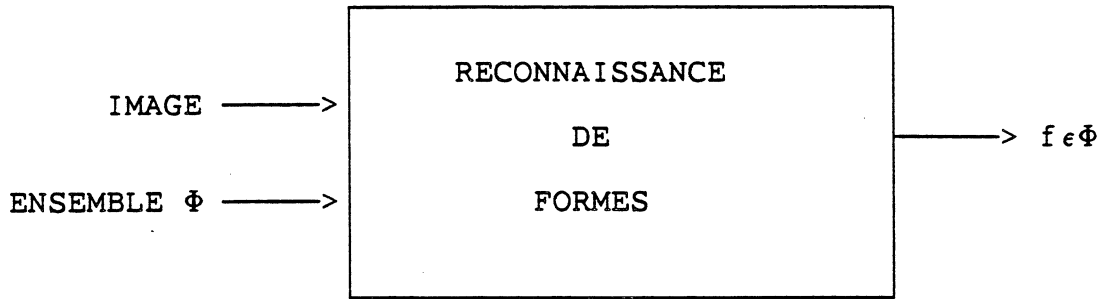 RECONNAISSANCE
IMAGE
DE
f ϵ Φ
ENSEMBLE Φ
FORMES